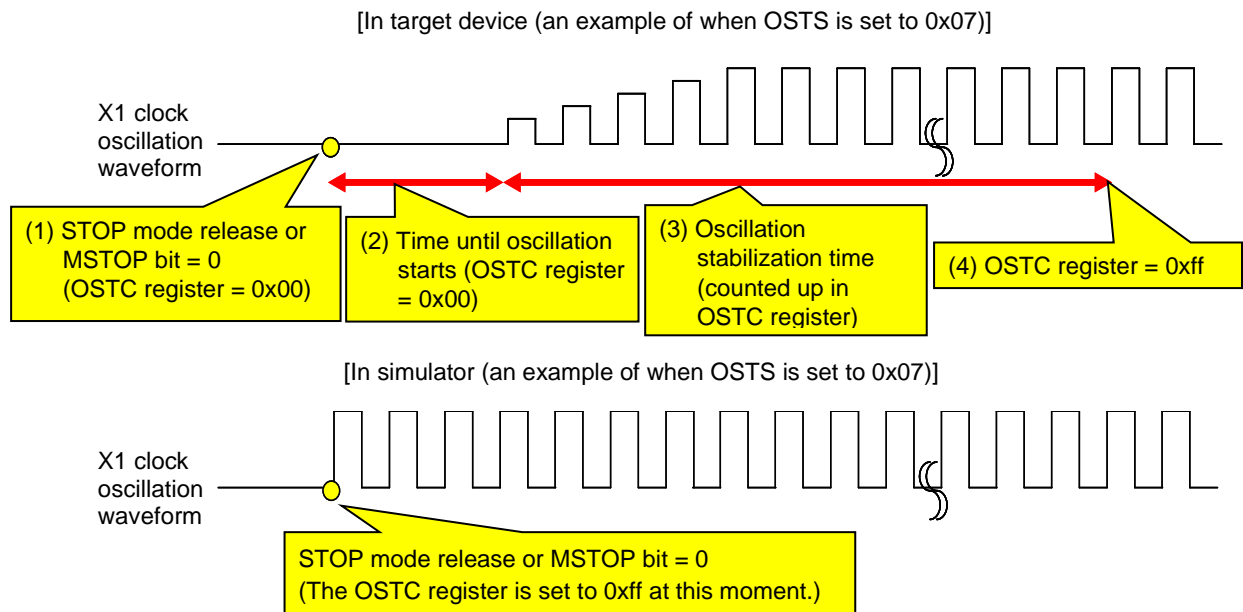 [In target device (an example of when OSTS is set to 0x07)]
X1 clock
oscillation
waveform
(1) STOP mode release or
MSTOP bit = 0
(OSTC register = 0x00)
(2) Time until oscillation
starts (OSTC register
= 0x00)
(3) Oscillation
stabilization time
(counted up in
OSTC register)
(4) OSTC register = 0xff
[In simulator (an example of when OSTS is set to 0x07)]
X1 clock
oscillation
waveform
STOP mode release or MSTOP bit = 0
(The OSTC register is set to 0xff at this moment.)